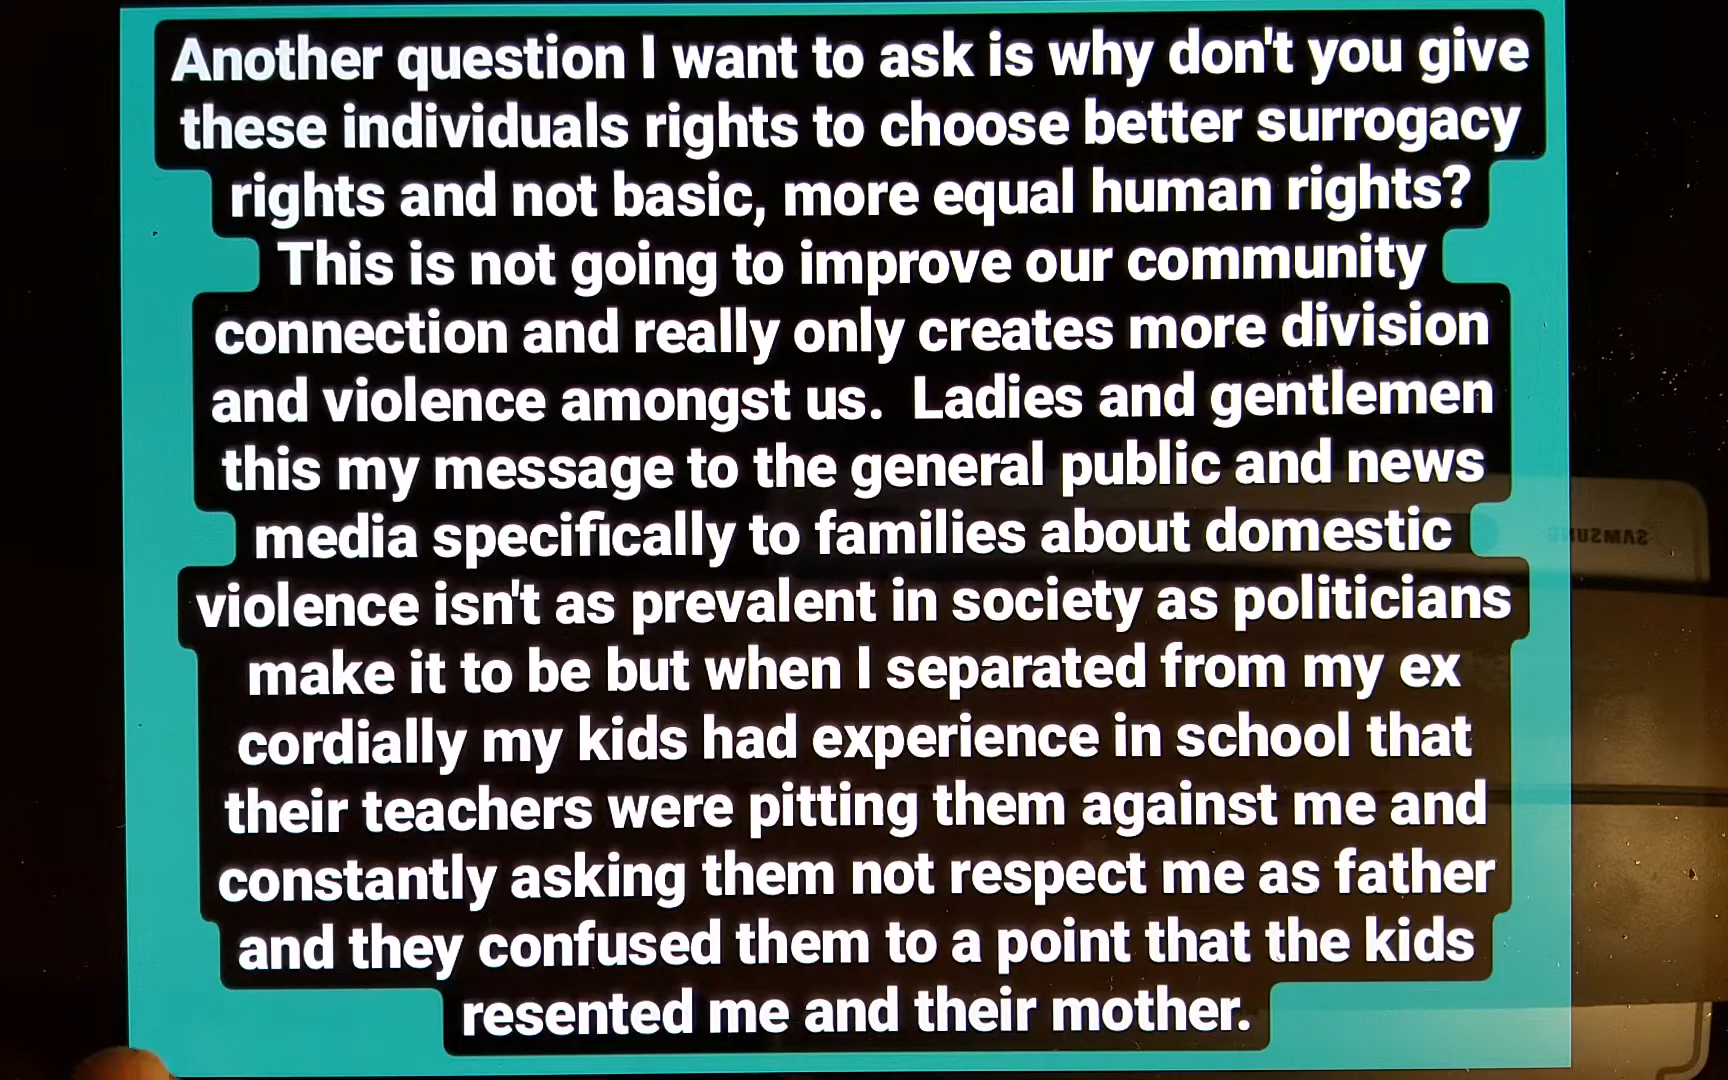 Another question I want to ask is why don't you give
these individuals rights to choose better surrogacy
rights and not basic, more equal human rights?
This is not going to improve our community
connection and really only creates more division
and violence amongst us.  Ladies and gentlemen
this my message to the general public and news
media specifically to families about domestic
violence isn't as prevalent in society as politicians
make it to be but when I separated from my ex
cordially my kids had experience in school that
their teachers were pitting them against me and
constantly asking them not respect me as father
and they confused them to a point that the kids
resented me and their mother.
SAMSUNG